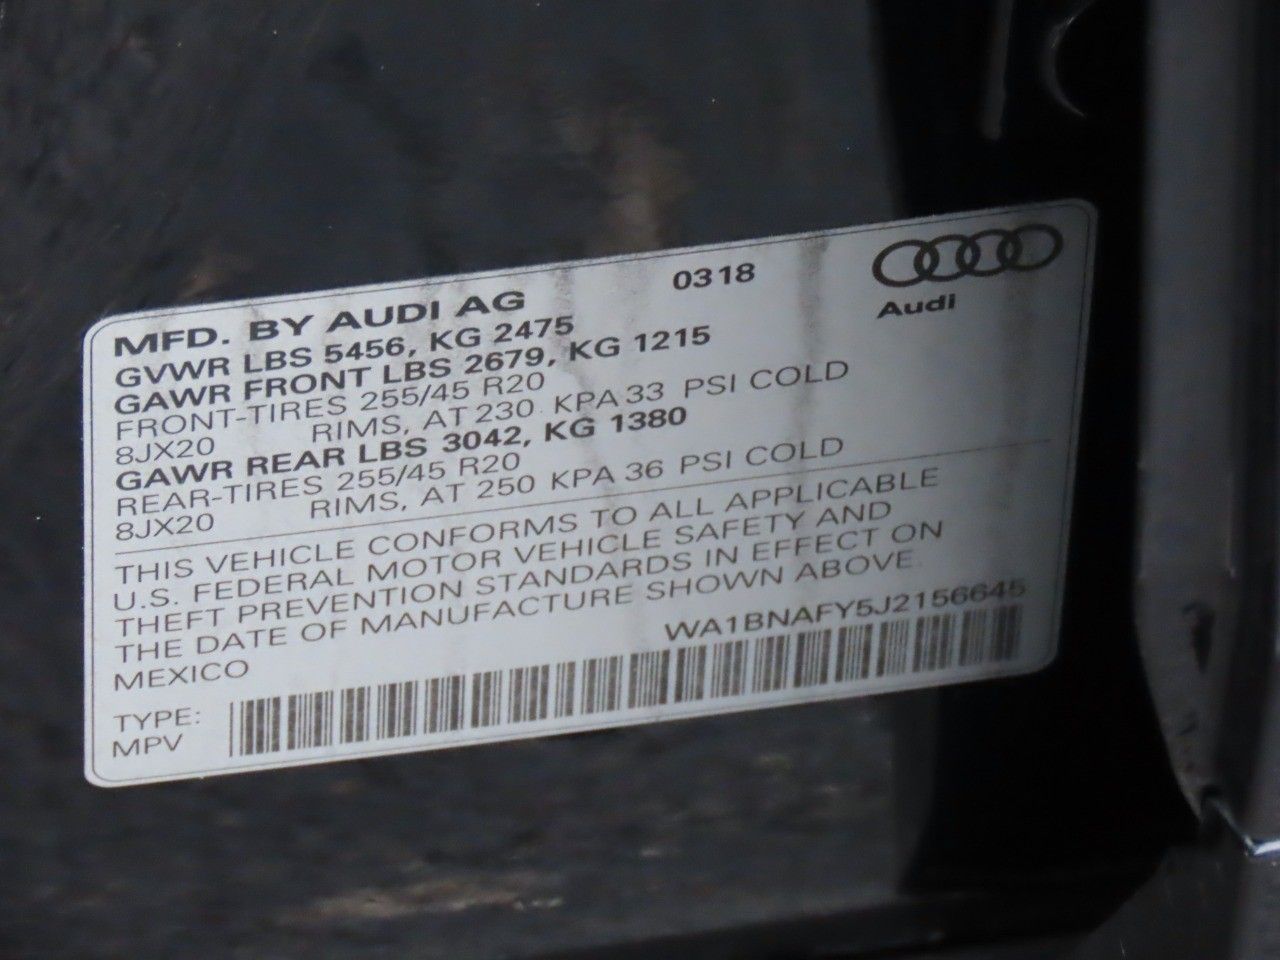 MFD. BY AUDI AG 0318
Audi
GVWR LBS 5456, KG 2475
GAWR FRONT LBS 2679, KG 1215
FRONT-TIRES 255/45 R20
8JX20 RIMS, AT 230 KPA 33 PSI COLD
GAWR REAR LBS 3042, KG 1380
REAR-TIRES 255/45 R20
8JX20 RIMS, AT 250 KPA 36 PSI COLD
THIS VEHICLE CONFORMS TO ALL APPLICABLE
U.S. FEDERAL MOTOR VEHICLE SAFETY AND
THEFT PREVENTION STANDARDS IN EFFECT ON
THE DATE OF MANUFACTURE SHOWN ABOVE.
MEXICO WA1BNAFY5J2156645
TYPE:
MPV